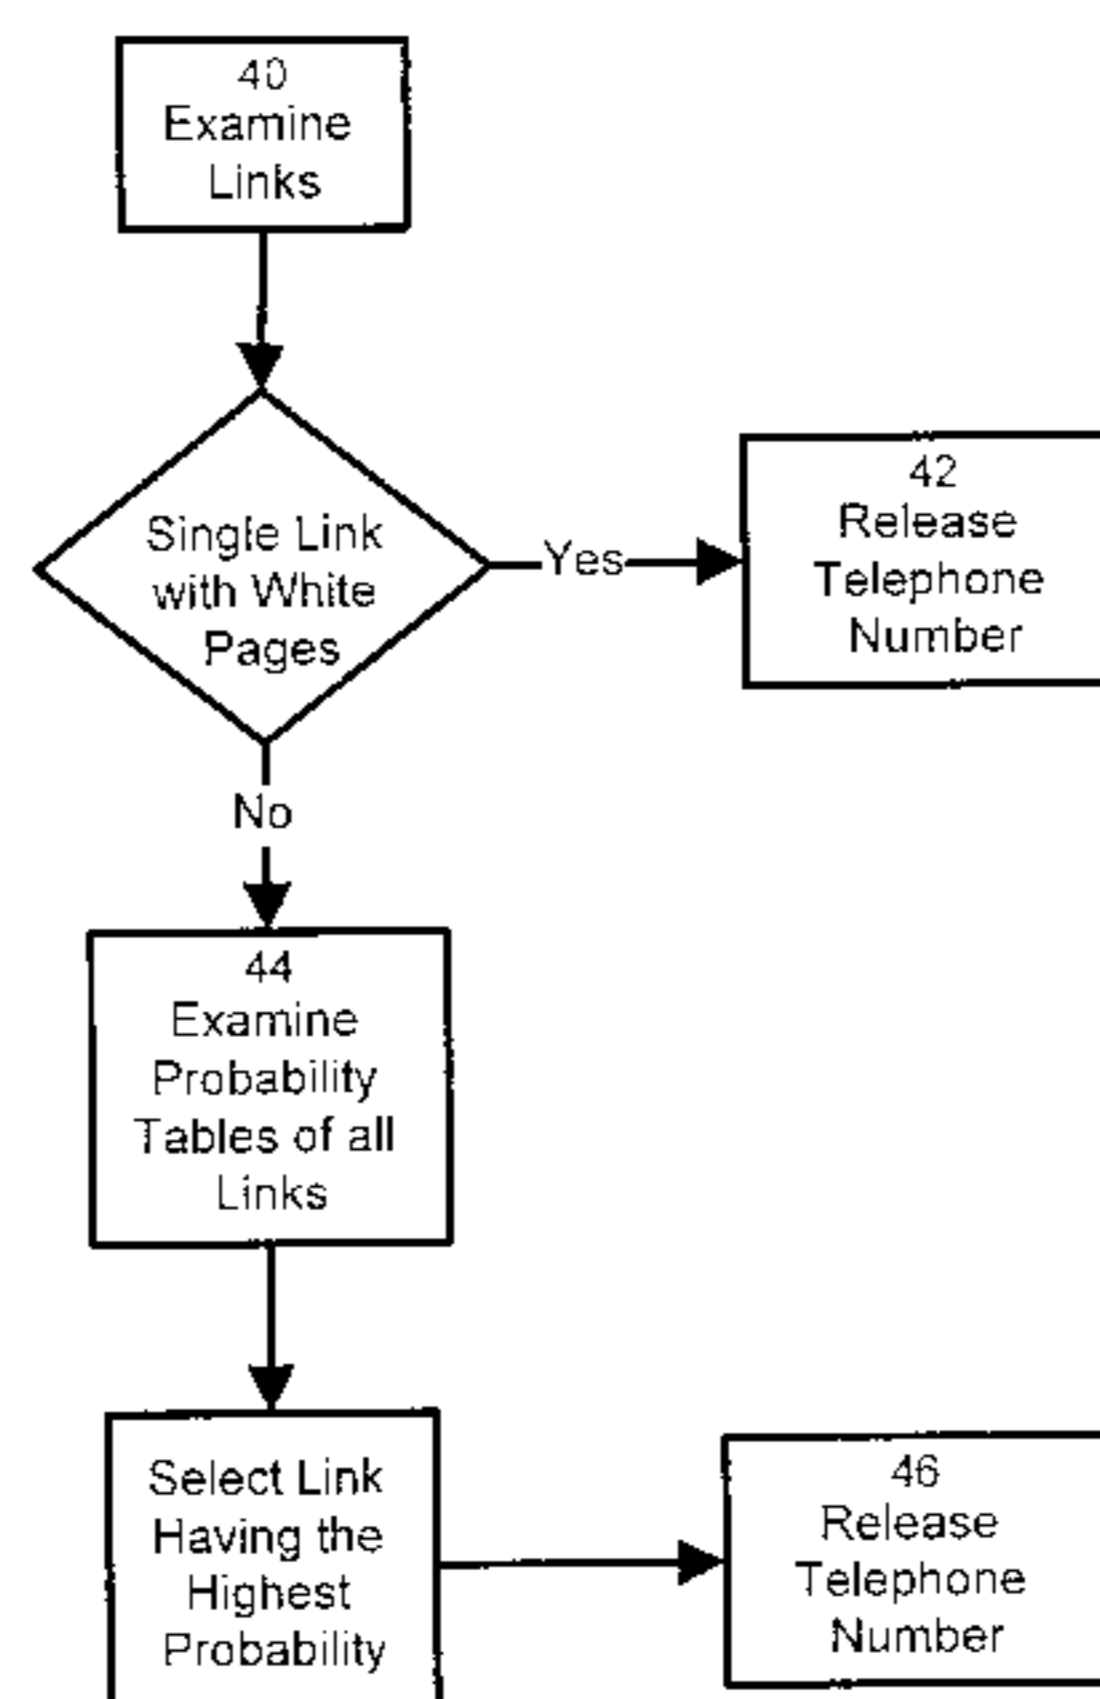 40
Examine
Links
Single Link
with White
Pages
Yes
42
Release
Telephone
Number
No
44
Examine
Probability
Tables of all
Links
Select Link
Having the
Highest
Probability
46
Release
Telephone
Number